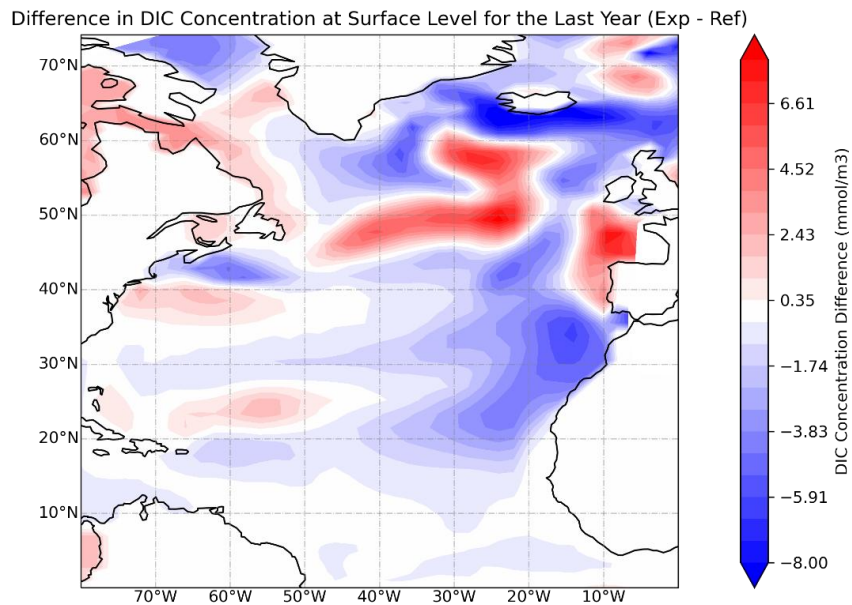 Difference in DIC Concentration at Surface Level for the Last Year (Exp - Ref)
70°N
60°N
50°N
40°N
30°N
20°N
10°N
70°W
60°W
50°W
40°W
30°W
20°W
10°W
6.61
4.52
2.43
0.35
−1.74
−3.83
−5.91
−8.00
DIC Concentration Difference (mmol/m3)